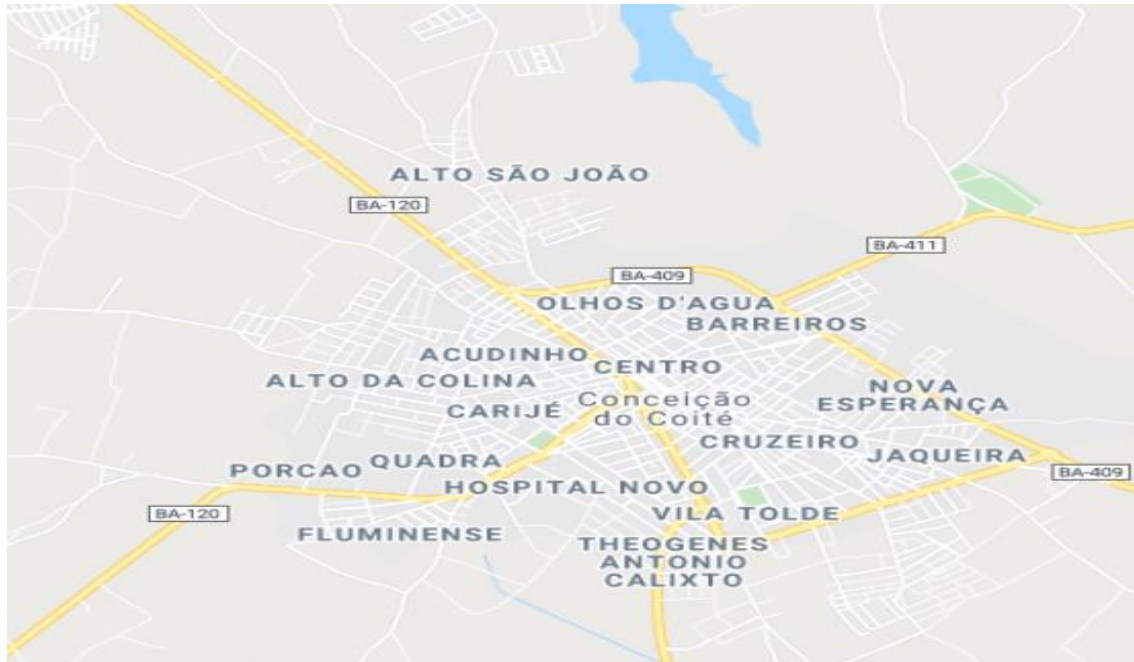 ALTO SÃO JOÃO
BA-120
BA-411
BA-409
OLHOS D'AGUA
BARREIROS
ACUDINHO
CENTRO
ALTO DA COLINA
NOVA
ESPERANÇA
CARIJÉ
Conceição
do Coité
CRUZEIRO
JAQUEIRA
PORCAO
QUADRA
BA-409
HOSPITAL NOVO
BA-120
VILA TOLDE
FLUMINENSE
THEOGENES
ANTONIO
CALIXTO